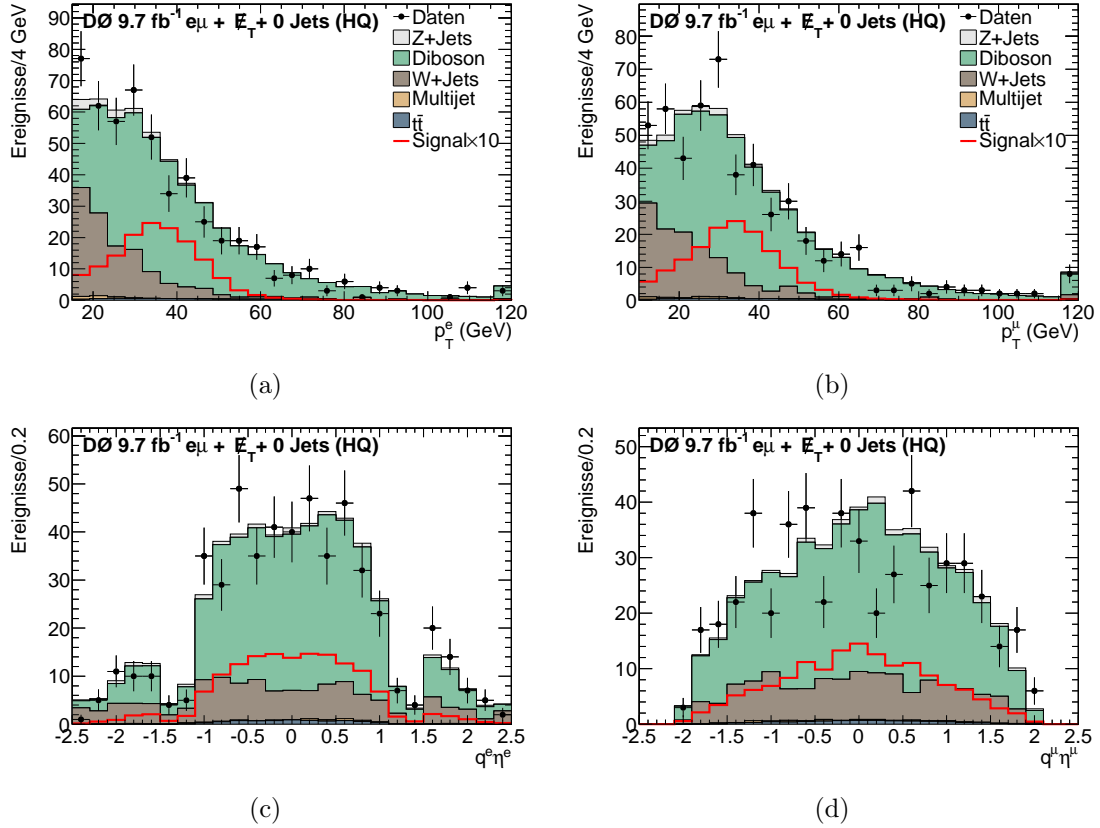 DØ 9.7 fb⁻¹ eμ + E̸_T + 0 Jets (HQ)
Daten
Z+Jets
Diboson
W+Jets
Multijet
tt̄
Signal×10
Ereignisse/4 GeV
90
80
70
60
50
40
30
20
10
0
20 40 60 80 100 120
p_T^e (GeV)
(a)
DØ 9.7 fb⁻¹ eμ + E̸_T + 0 Jets (HQ)
Daten
Z+Jets
Diboson
W+Jets
Multijet
tt̄
Signal×10
Ereignisse/4 GeV
80
70
60
50
40
30
20
10
0
20 40 60 80 100 120
p_T^μ (GeV)
(b)
DØ 9.7 fb⁻¹ eμ + E̸_T + 0 Jets (HQ)
Ereignisse/0.2
60
50
40
30
20
10
0
-2.5 -2 -1.5 -1 -0.5 0 0.5 1 1.5 2 2.5
q^e η^e
(c)
DØ 9.7 fb⁻¹ eμ + E̸_T + 0 Jets (HQ)
Ereignisse/0.2
50
40
30
20
10
0
-2.5 -2 -1.5 -1 -0.5 0 0.5 1 1.5 2 2.5
q^μ η^μ
(d)